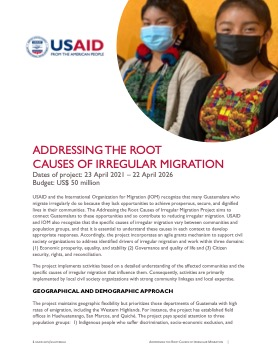 USAID
FROM THE AMERICAN PEOPLE
ADDRESSING THE ROOT
CAUSES OF IRREGULAR MIGRATION
Dates of project: 23 April 2021 – 22 April 2026
Budget: US$ 50 million
USAID and the International Organization for Migration (IOM) recognizes that many Guatemalans who
migrate irregularly do so because they lack opportunities to achieve prosperous, secure, and dignified
lives in their communities. The Addressing the Root Causes of Irregular Migration Project aims to
connect Guatemalans to these opportunities and so contribute to reducing irregular migration. USAID
and IOM also recognize that the specific causes of irregular migration vary between communities and
population groups, and that it is essential to understand these causes in each context to develop
appropriate responses. Accordingly, the project incorporates an agile grants mechanism to support civil
society organizations to address identified drivers of irregular migration and work within three domains:
(1) Economic prosperity, equality, and stability (2) Governance and quality of life and (3) Citizen
security, rights, and reconciliation.
The project implements activities based on a detailed understanding of the affected communities and the
specific causes of irregular migration that influence them. Consequently, activities are primarily
implemented by local civil society organizations with strong community linkages and local expertise.
GEOGRAPHIC AND DEMOGRAPHIC APPROACH
The project maintains geographic flexibility but prioritizes those departments of Guatemala with high
rates of emigration, including the Western Highlands. For instance, the project has established field
offices in Huehuetenango, San Marcos, and Quiché. The project pays special attention to three
population groups: 1) Indigenous people who suffer discrimination, socio-economic exclusion, and
ADDRESSING THE ROOT CAUSES OF IRREGULAR MIGRATION